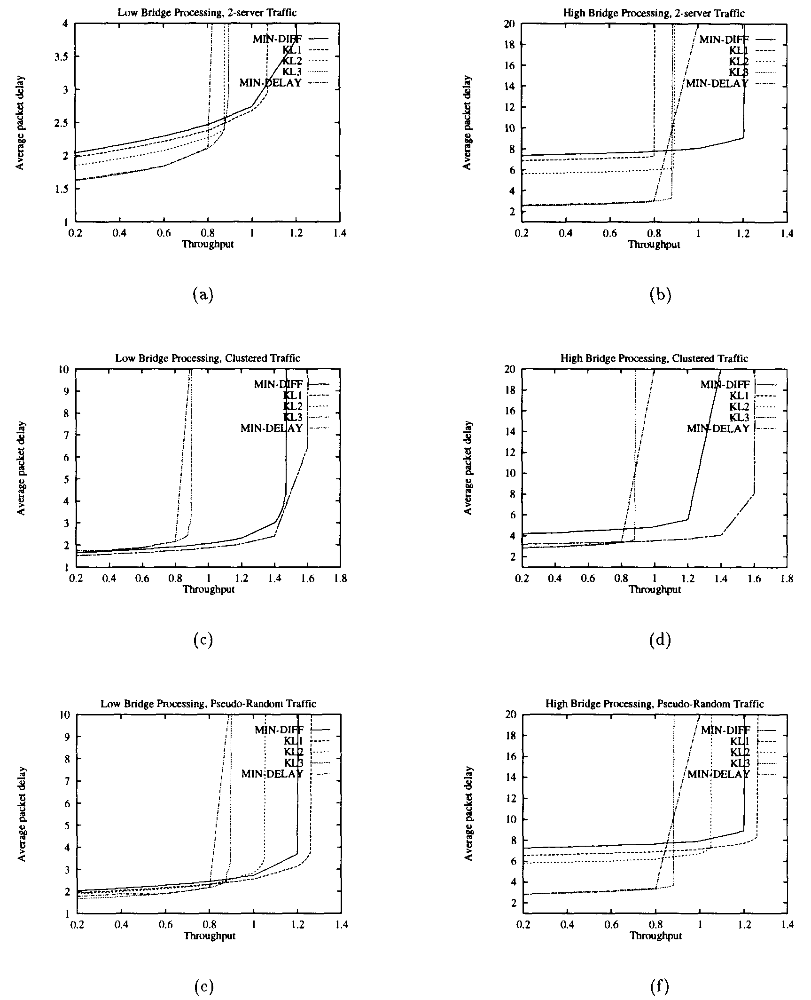 Low Bridge Processing, 2-server Traffic
4
3.5
3
2.5
2
1.5
1
Average packet delay
MIN-DIFF
KL1
KL2
KL3
MIN-DELAY
0.2 0.4 0.6 0.8 1 1.2 1.4
Throughput
(a)
High Bridge Processing, 2-server Traffic
20
18
16
14
12
10
8
6
4
2
Average packet delay
MIN-DIFF
KL1
KL2
KL3
MIN-DELAY
0.2 0.4 0.6 0.8 1 1.2 1.4
Throughput
(b)
Low Bridge Processing, Clustered Traffic
10
9
8
7
6
5
4
3
2
1
Average packet delay
MIN-DIFF
KL1
KL2
KL3
MIN-DELAY
0.2 0.4 0.6 0.8 1 1.2 1.4 1.6 1.8
Throughput
(c)
High Bridge Processing, Clustered Traffic
20
18
16
14
12
10
8
6
4
2
Average packet delay
MIN-DIFF
KL1
KL2
KL3
MIN-DELAY
0.2 0.4 0.6 0.8 1 1.2 1.4 1.6 1.8
Throughput
(d)
Low Bridge Processing, Pseudo-Random Traffic
10
9
8
7
6
5
4
3
2
1
Average packet delay
MIN-DIFF
KL1
KL2
KL3
MIN-DELAY
0.2 0.4 0.6 0.8 1 1.2 1.4
Throughput
(e)
High Bridge Processing, Pseudo-Random Traffic
20
18
16
14
12
10
8
6
4
2
Average packet delay
MIN-DIFF
KL1
KL2
KL3
MIN-DELAY
0.2 0.4 0.6 0.8 1 1.2 1.4
Throughput
(f)